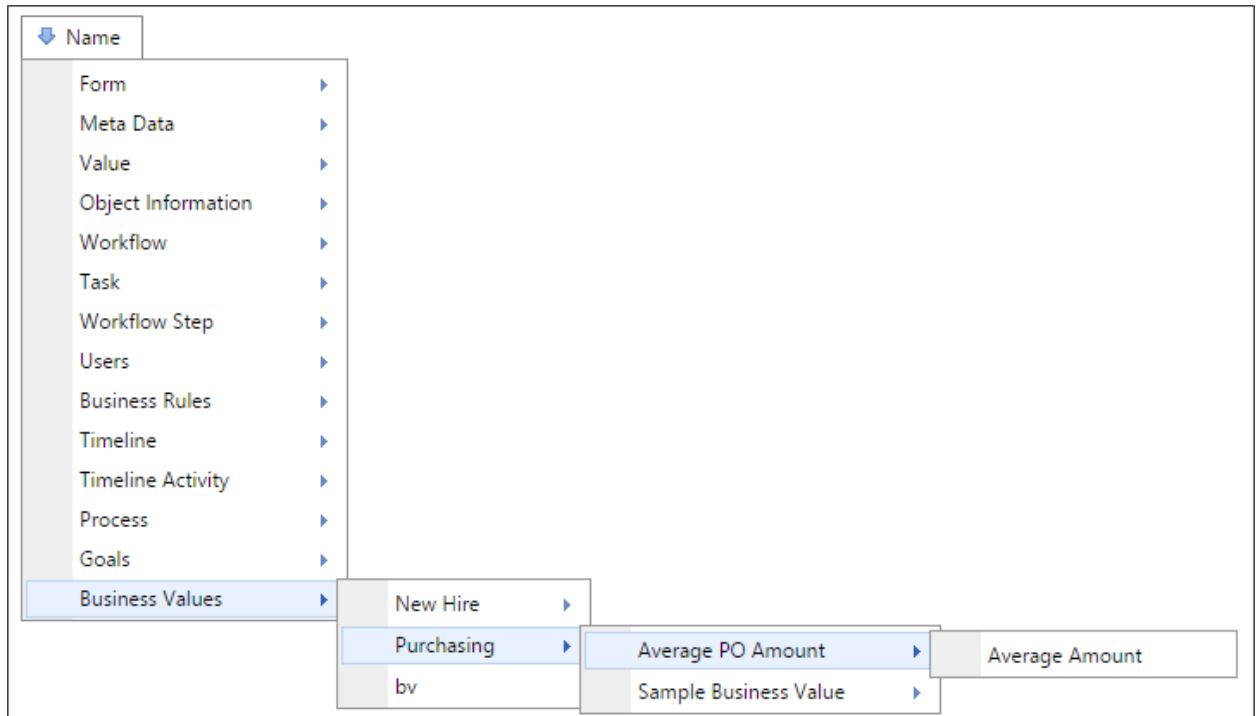 Name
Form
Meta Data
Value
Object Information
Workflow
Task
Workflow Step
Users
Business Rules
Timeline
Timeline Activity
Process
Goals
Business Values
New Hire
Purchasing
bv
Average PO Amount
Sample Business Value
Average Amount